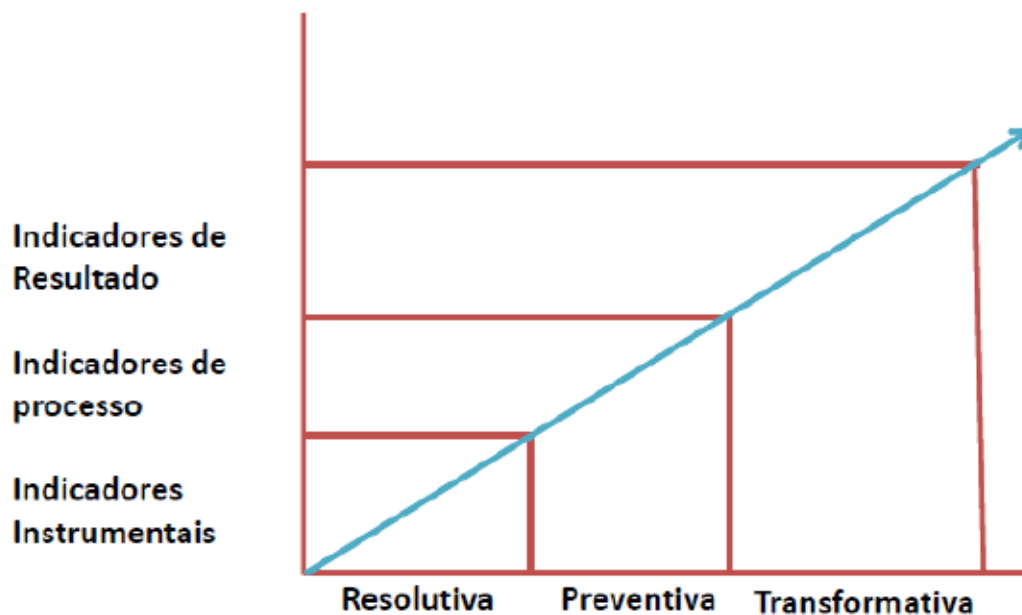 Indicadores de
Resultado
Indicadores de
processo
Indicadores
Instrumentais
Resolutiva
Preventiva
Transformativa